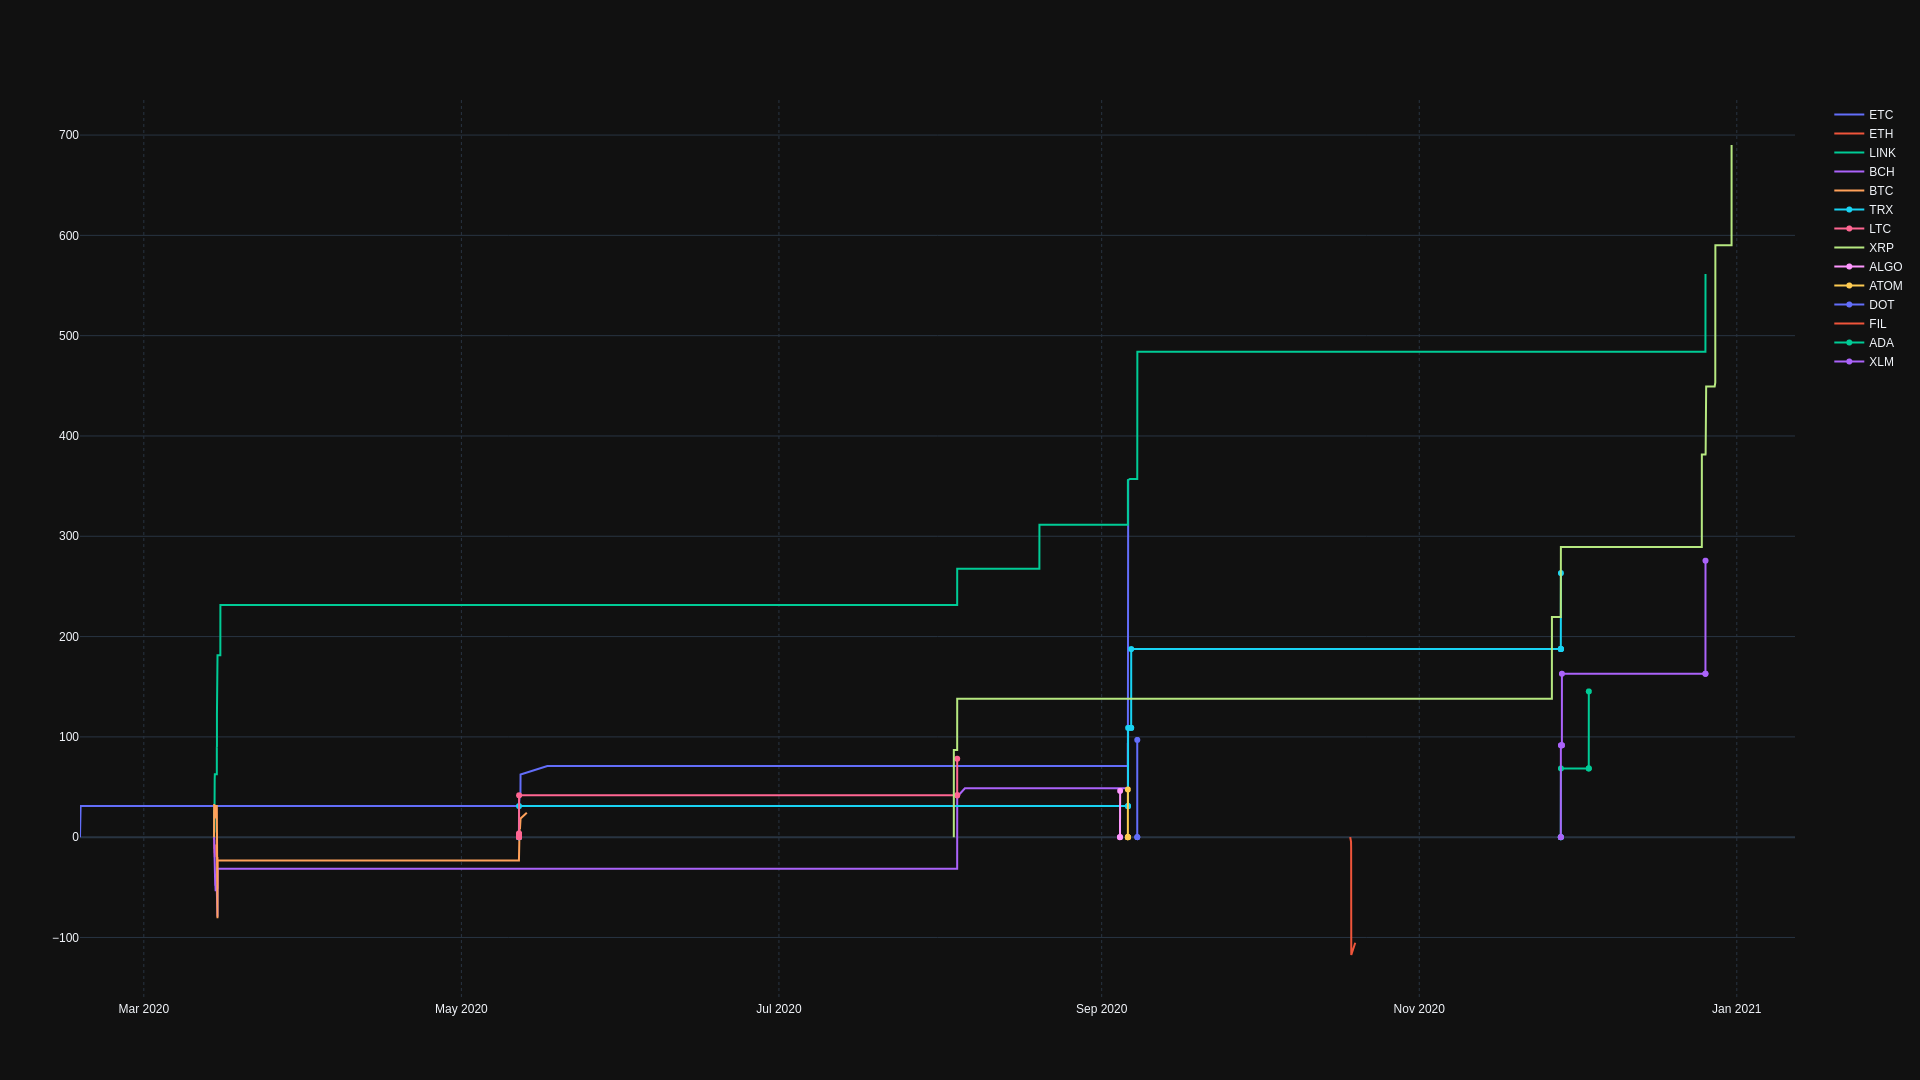 700
600
500
400
300
200
100
0
−100
Mar 2020
May 2020
Jul 2020
Sep 2020
Nov 2020
Jan 2021
ETC
ETH
LINK
BCH
BTC
TRX
LTC
XRP
ALGO
ATOM
DOT
FIL
ADA
XLM